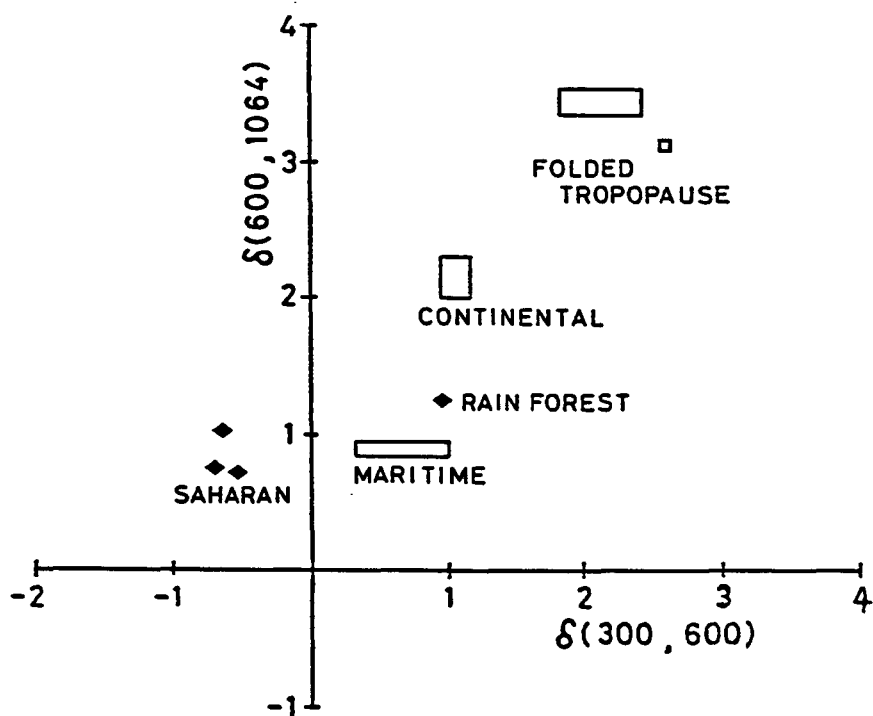 4
δ(600,1064)
3
FOLDED
TROPOPAUSE
2
CONTINENTAL
RAIN FOREST
1
MARITIME
SAHARAN
-2 -1 1 2 3 4
δ(300,600)
-1